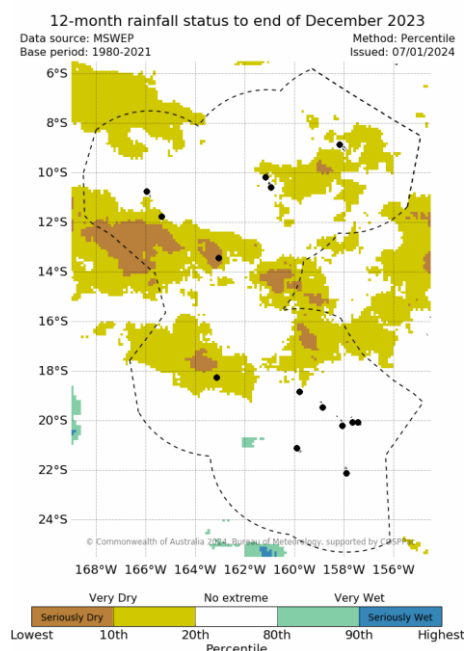 12-month rainfall status to end of December 2023
Data source: MSWEP Method: Percentile
Base period: 1980-2021 Issued: 07/01/2024
6°S
8°S
10°S
12°S
14°S
16°S
18°S
20°S
22°S
24°S
© Commonwealth of Australia 2024, Bureau of Meteorology, supported by COSPPac
168°W 166°W 164°W 162°W 160°W 158°W 156°W
Very Dry No extreme Very Wet
Seriously Dry Seriously Wet
Lowest 10th 20th 80th 90th Highest
Percentile